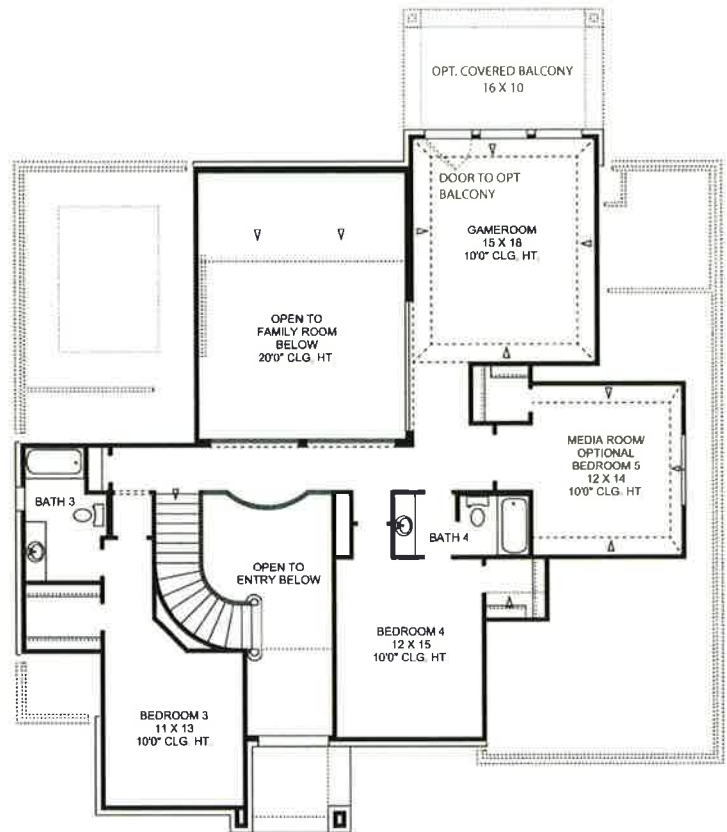 OPT. COVERED BALCONY
16 X 10
DOOR TO OPT
BALCONY
GAMEROOM
15 X 18
10'0" CLG. HT.
OPEN TO
FAMILY ROOM
BELOW
20'0" CLG. HT
MEDIA ROOM/
OPTIONAL
BEDROOM 5
12 X 14
10'0" CLG. HT
BATH 3
BATH 4
OPEN TO
ENTRY BELOW
BEDROOM 4
12 X 15
10'0" CLG. HT
BEDROOM 3
11 X 13
10'0" CLG. HT.